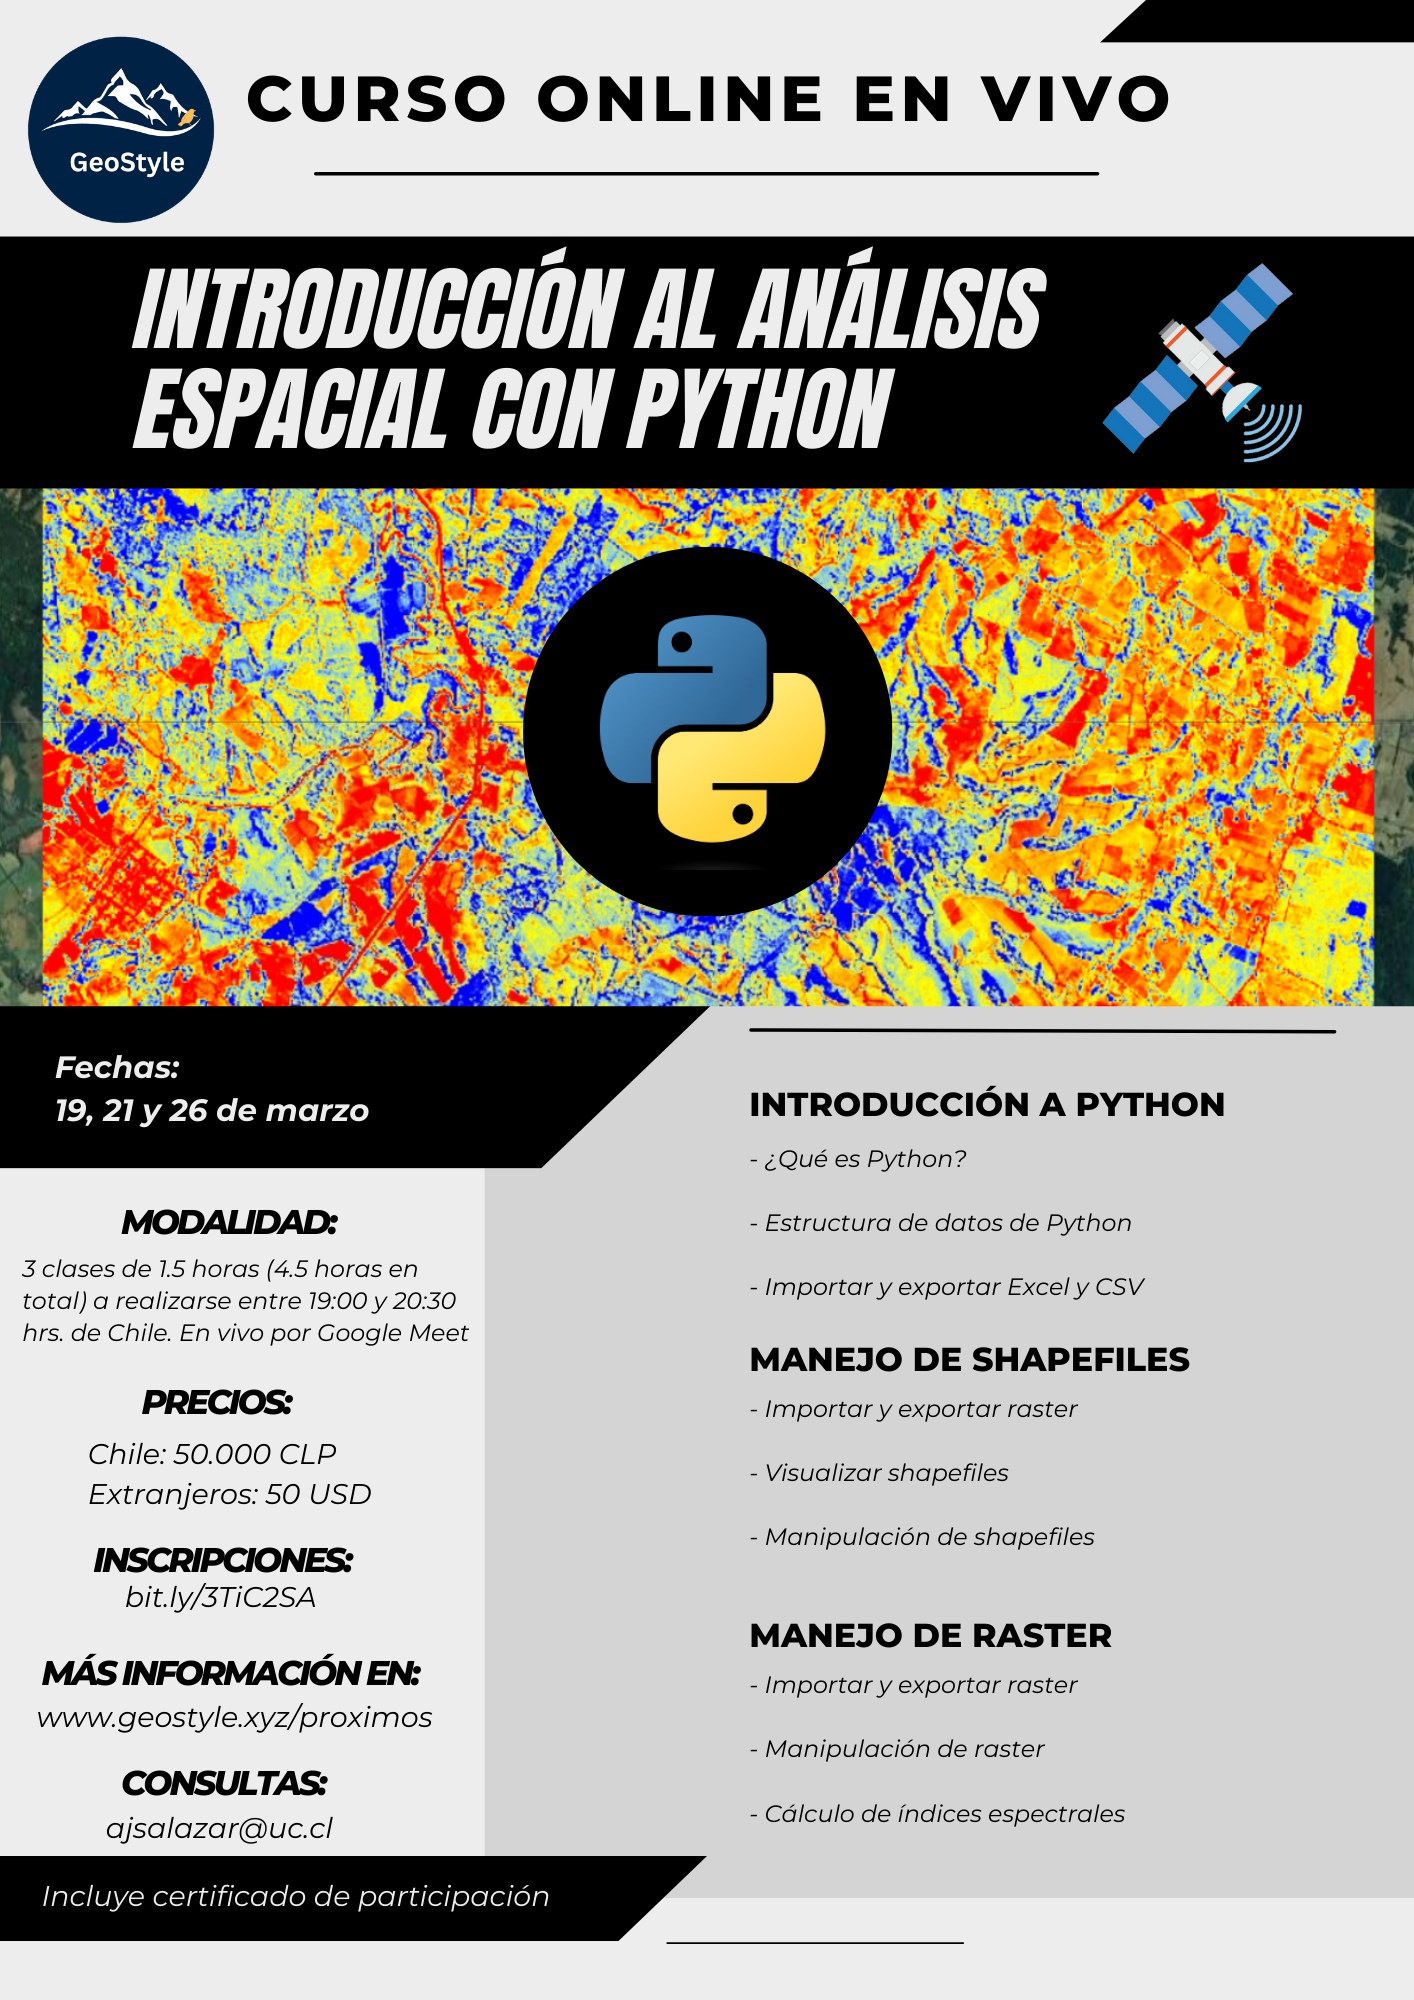 GeoStyle
CURSO ONLINE EN VIVO
INTRODUCCIÓN AL ANÁLISIS
ESPACIAL CON PYTHON
Fechas:
19, 21 y 26 de marzo
MODALIDAD:
3 clases de 1.5 horas (4.5 horas en
total) a realizarse entre 19:00 y 20:30
hrs. de Chile. En vivo por Google Meet
PRECIOS:
Chile: 50.000 CLP
Extranjeros: 50 USD
INSCRIPCIONES:
bit.ly/3TiC2SA
MÁS INFORMACIÓN EN:
www.geostyle.xyz/proximos
CONSULTAS:
ajsalazar@uc.cl
Incluye certificado de participación
INTRODUCCIÓN A PYTHON
- ¿Qué es Python?
- Estructura de datos de Python
- Importar y exportar Excel y CSV
MANEJO DE SHAPEFILES
- Importar y exportar raster
- Visualizar shapefiles
- Manipulación de shapefiles
MANEJO DE RASTER
- Importar y exportar raster
- Manipulación de raster
- Cálculo de índices espectrales